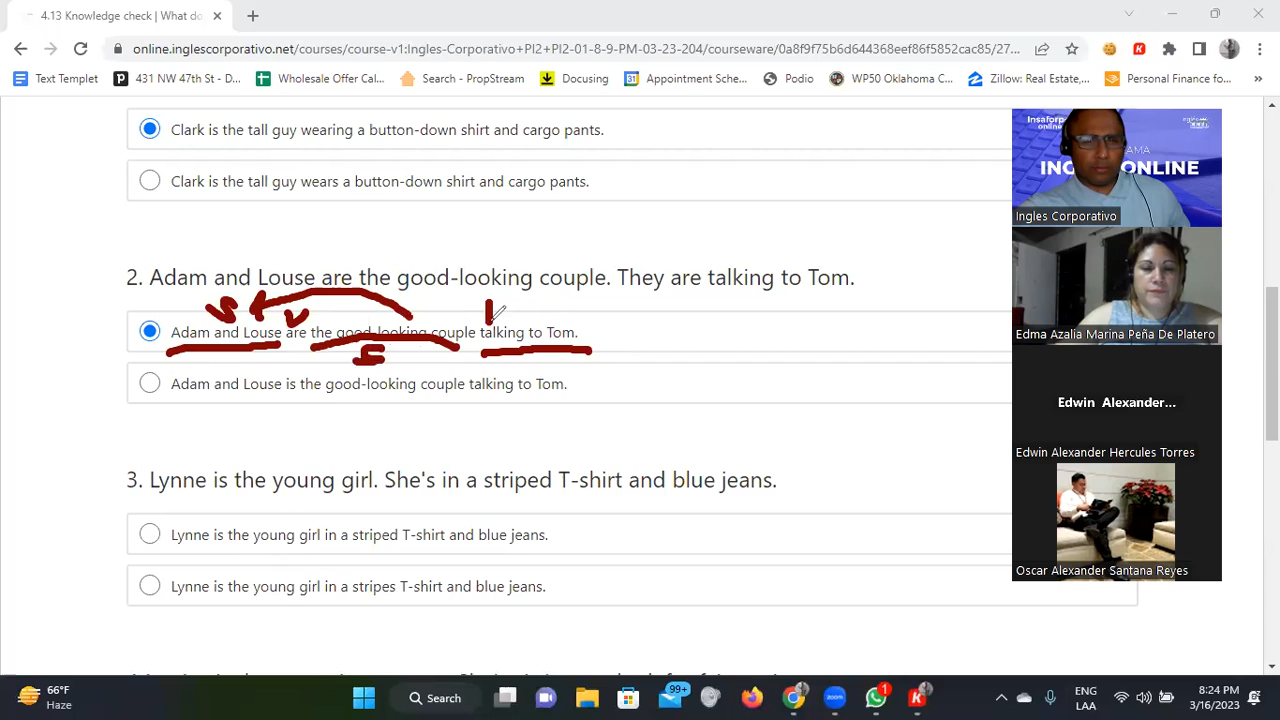 4.13 Knowledge check | What do
online.inglescorporativo.net/courses/course-v1:Ingles-Corporativo+PI2+PI2-01-8-9-PM-03-23-204/courseware/0a8f9f75b6d644368eef86f5852cac85/27...
Text Templet 431 NW 47th St - D... Wholesale Offer Cal... Search - PropStream Docusing Appointment Sche... Podio WP50 Oklahoma C... Zillow: Real Estate,... Personal Finance fo... »
Clark is the tall guy wearing a button-down shirt and cargo pants.
Clark is the tall guy wears a button-down shirt and cargo pants.
2. Adam and Louse are the good-looking couple. They are talking to Tom.
S V
Adam and Louse are the good-looking couple talking to Tom.
Adam and Louse is the good-looking couple talking to Tom.
3. Lynne is the young girl. She's in a striped T-shirt and blue jeans.
Lynne is the young girl in a striped T-shirt and blue jeans.
Lynne is the young girl in a stripes T-shirt and blue jeans.
Insafor
online
ONLINE
Ingles Corporativo
Edma Azalia Marina Peña De Platero
Edwin Alexander...
Edwin Alexander Hercules Torres
Oscar Alexander Santana Reyes
66°F
Haze
Search
99+
1
ENG
LAA
8:24 PM
3/16/2023